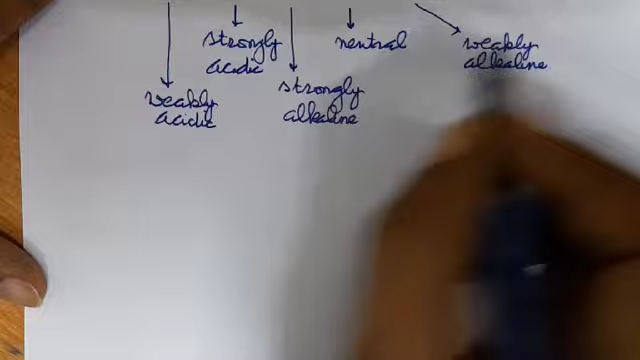 strongly
acidic
neutral
weakly
alkaline
weakly
acidic
strongly
alkaline